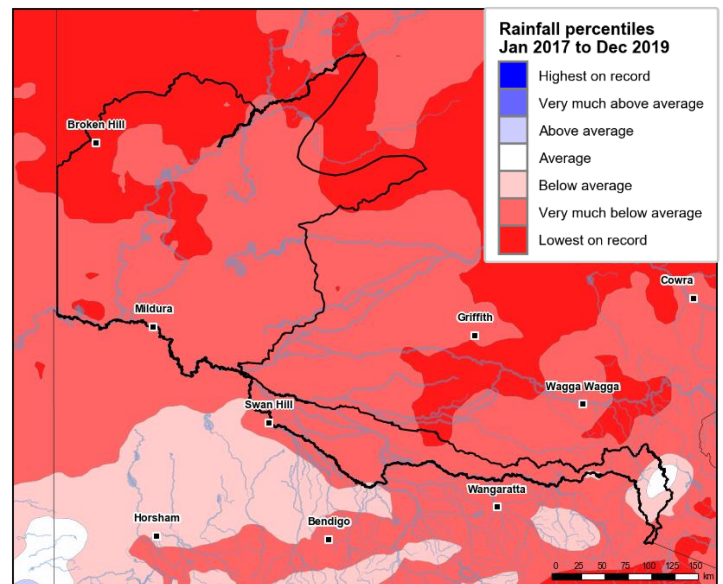 Rainfall percentiles
Jan 2017 to Dec 2019
Highest on record
Very much above average
Above average
Average
Below average
Very much below average
Lowest on record
Broken Hill
Cowra
Mildura
Griffith
Wagga Wagga
Swan Hill
Wangaratta
Horsham
Bendigo
0 25 50 75 100 125 150
km